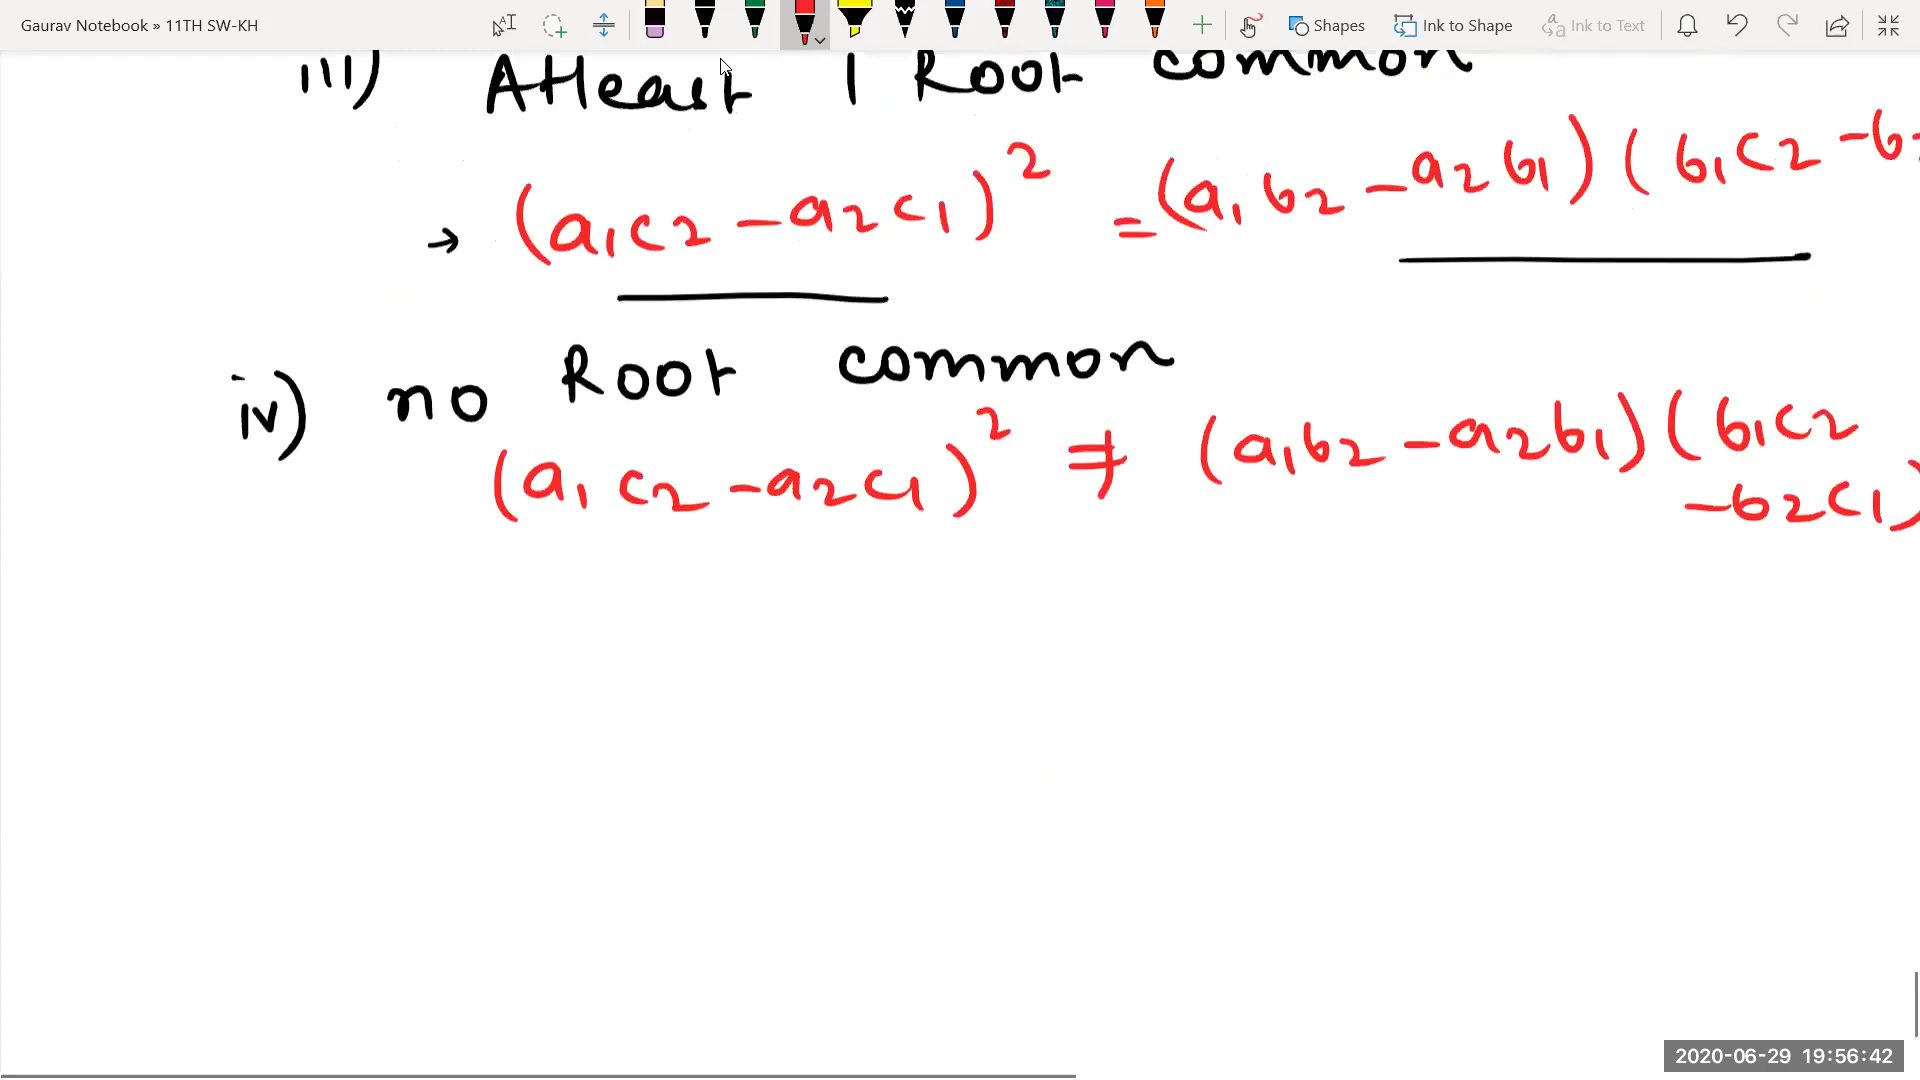 Gaurav Notebook » 11TH SW-KH
Shapes
Ink to Shape
Ink to Text
iii) Atleast 1 Root common
→ (a₁c₂ - a₂c₁)² = (a₁b₂ - a₂b₁) (b₁c₂ - b
iv) no Root common
(a₁c₂ - a₂c₁)² ≠ (a₁b₂ - a₂b₁) (b₁c₂
- b₂c₁)
2020-06-29 19:56:42